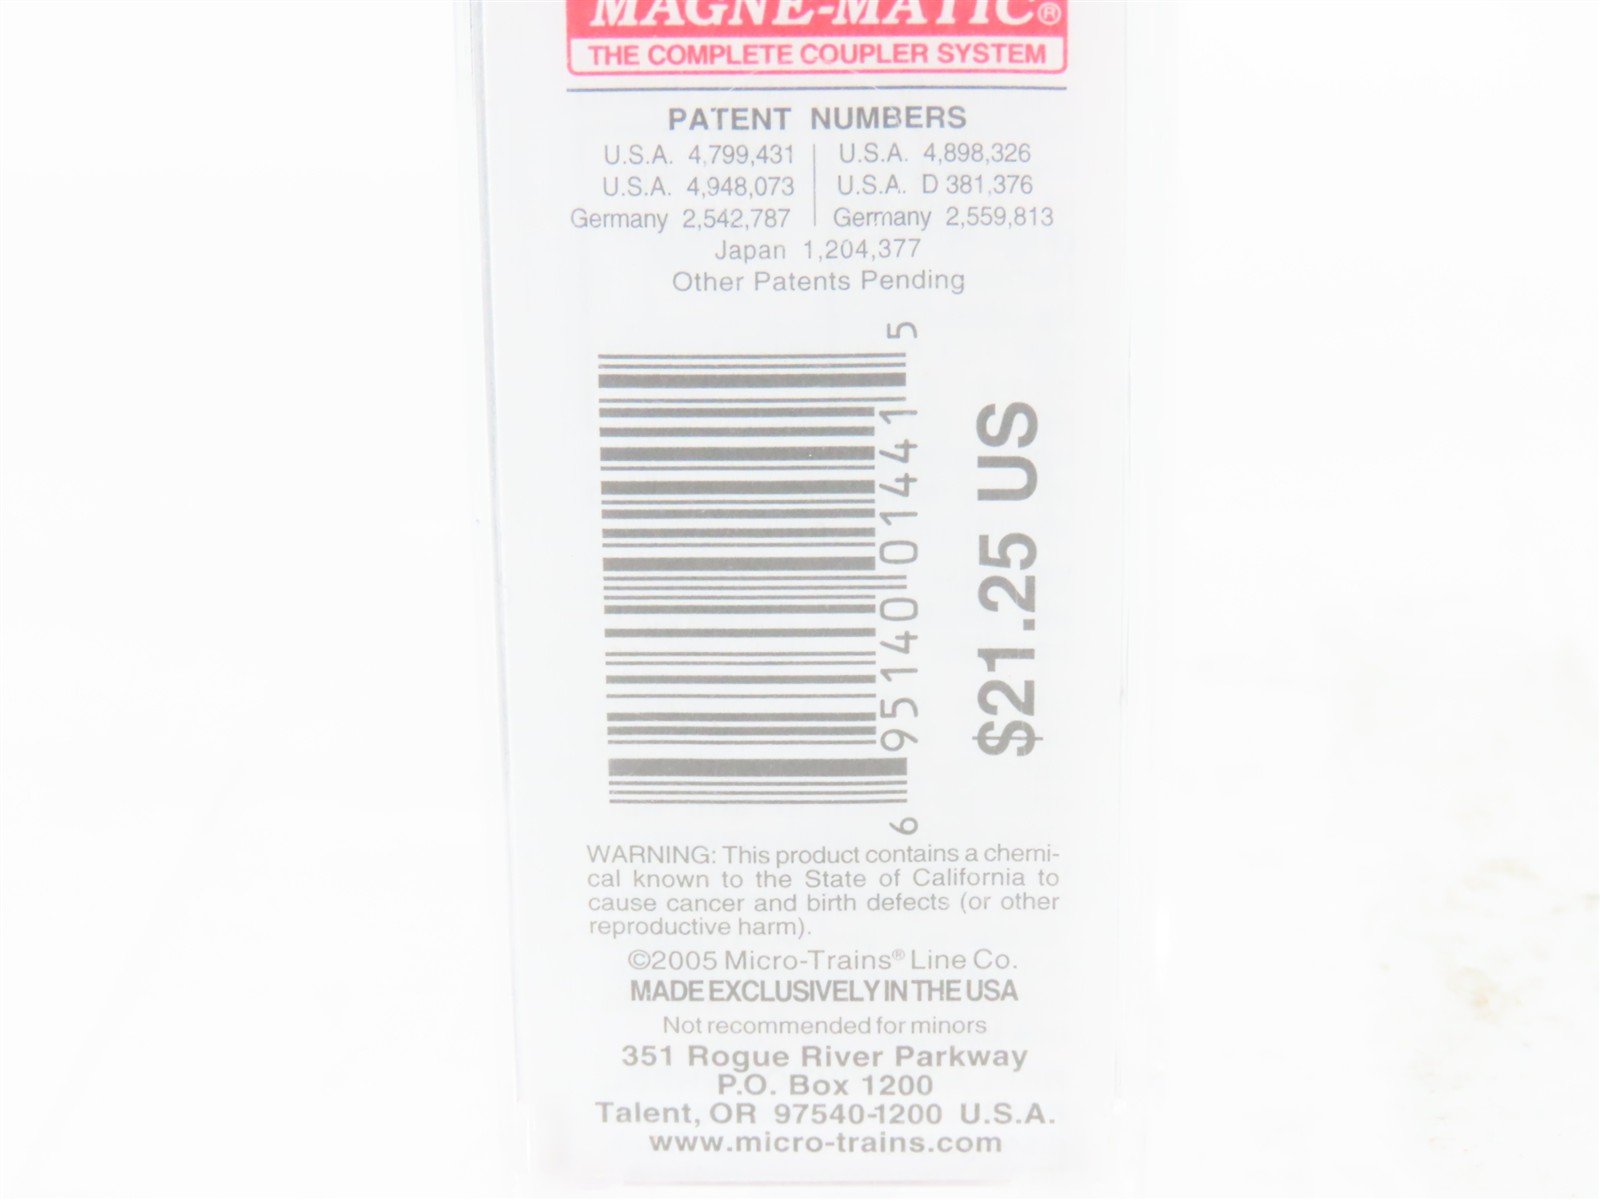 MAGNE-MATIC®
THE COMPLETE COUPLER SYSTEM
PATENT NUMBERS
U.S.A. 4,799,431 U.S.A. 4,898,326
U.S.A. 4,948,073 U.S.A. D 381,376
Germany 2,542,787 Germany 2,559,813
Japan 1,204,377
Other Patents Pending
6 95140 01441 5
$21.25 US
WARNING: This product contains a chemi-
cal known to the State of California to
cause cancer and birth defects (or other
reproductive harm).
©2005 Micro-Trains® Line Co.
MADE EXCLUSIVELY IN THE USA
Not recommended for minors
351 Rogue River Parkway
P.O. Box 1200
Talent, OR 97540-1200 U.S.A.
www.micro-trains.com